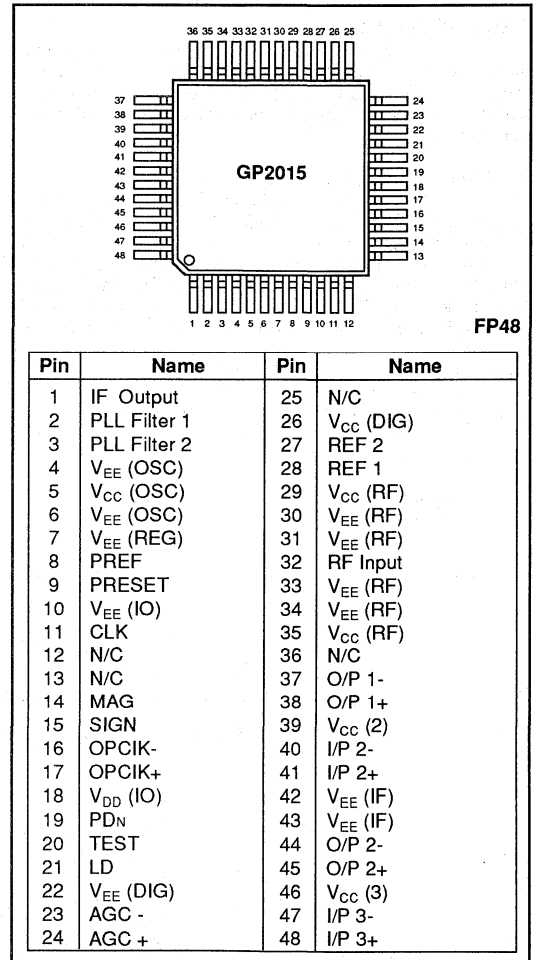 36 35 34 33 32 31 30 29 28 27 26 25
37 24
38 23
39 22
40 21
41 20
42 GP2015 19
43 18
44 17
45 16
46 15
47 14
48 13
1 2 3 4 5 6 7 8 9 10 11 12
FP48
Pin Name Pin Name
1 IF Output 25 N/C
2 PLL Filter 1 26 VCC (DIG)
3 PLL Filter 2 27 REF 2
4 VEE (OSC) 28 REF 1
5 VCC (OSC) 29 VCC (RF)
6 VEE (OSC) 30 VEE (RF)
7 VEE (REG) 31 VEE (RF)
8 PREF 32 RF Input
9 PRESET 33 VEE (RF)
10 VEE (IO) 34 VEE (RF)
11 CLK 35 VCC (RF)
12 N/C 36 N/C
13 N/C 37 O/P 1-
14 MAG 38 O/P 1+
15 SIGN 39 VCC (2)
16 OPClK- 40 I/P 2-
17 OPClK+ 41 I/P 2+
18 VDD (IO) 42 VEE (IF)
19 PDN 43 VEE (IF)
20 TEST 44 O/P 2-
21 LD 45 O/P 2+
22 VEE (DIG) 46 VCC (3)
23 AGC - 47 I/P 3-
24 AGC + 48 I/P 3+